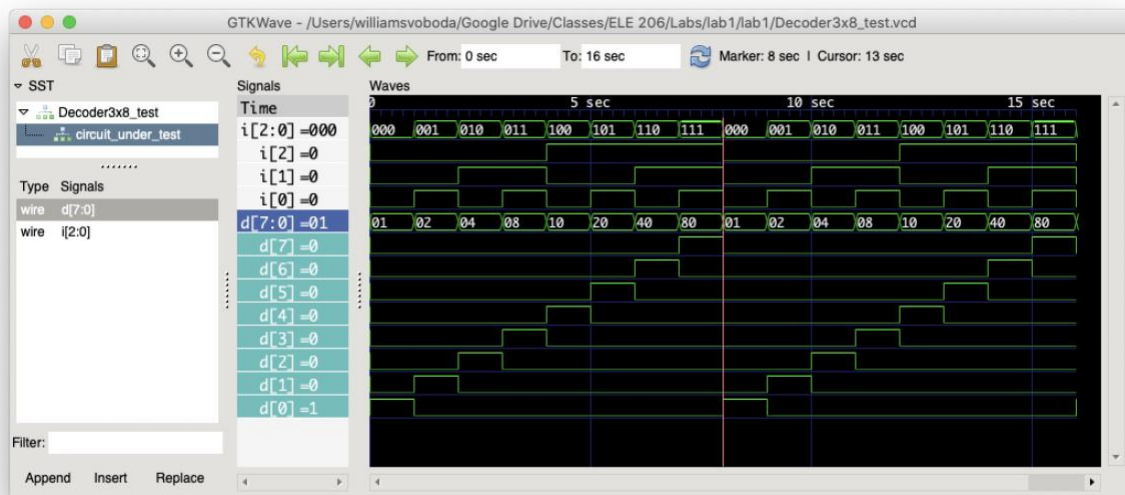 GTKWave - /Users/williamsvoboda/Google Drive/Classes/ELE 206/Labs/lab1/lab1/Decoder3x8_test.vcd
From: 0 sec To: 16 sec Marker: 8 sec | Cursor: 13 sec
SST
Decoder3x8_test
circuit_under_test
Type Signals
wire d[7:0]
wire i[2:0]
Filter:
Append Insert Replace
Signals
Time
i[2:0] =000
i[2] =0
i[1] =0
i[0] =0
d[7:0] =01
d[7] =0
d[6] =0
d[5] =0
d[4] =0
d[3] =0
d[2] =0
d[1] =0
d[0] =1
Waves
0 5 sec 10 sec 15 sec
000 001 010 011 100 101 110 111 000 001 010 011 100 101 110 111
01 02 04 08 10 20 40 80 01 02 04 08 10 20 40 80